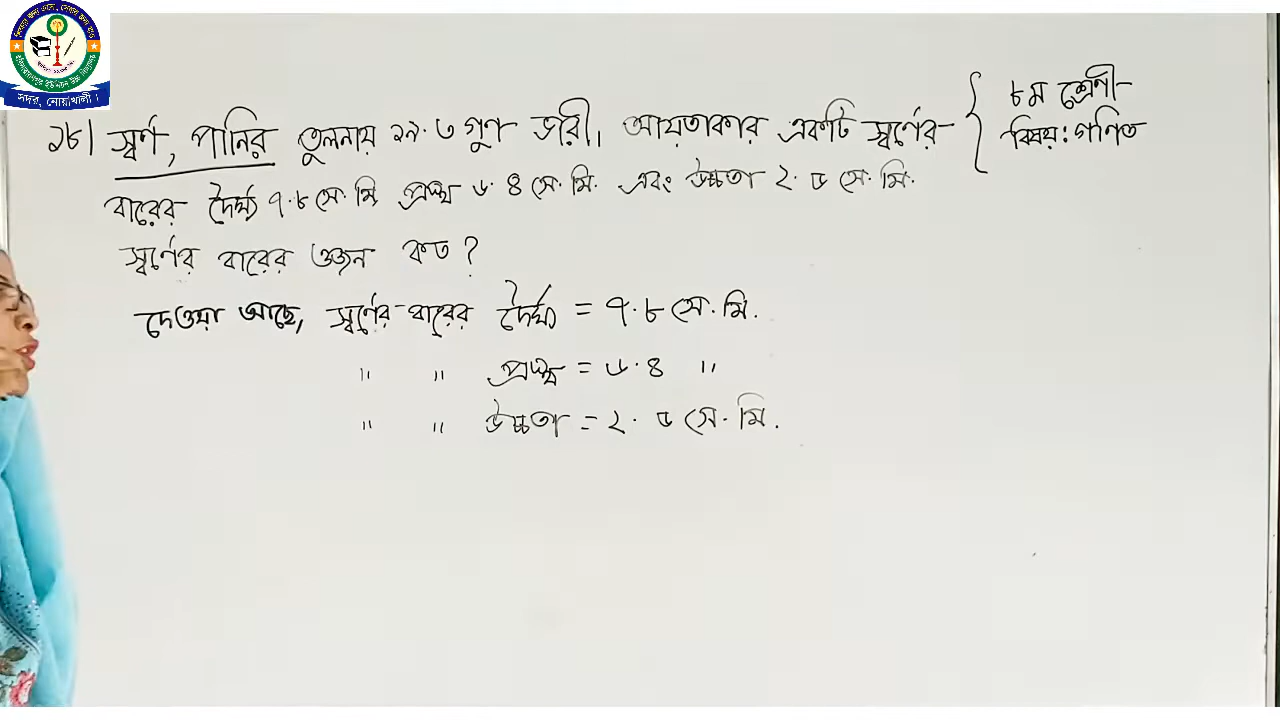 সদর, নোয়াখালী।
১৮। স্বর্ণ, পানির তুলনায় ১৯.৩ গুণ ভারী। আয়তাকার একটি স্বর্ণের
৮ম শ্রেণী
বিষয়: গণিত
বারের দৈর্ঘ্য ৭.৮ সে.মি. প্রস্থ ৬.৪ সে.মি. এবং উচ্চতা ২.৫ সে.মি.
স্বর্ণের বারের ওজন কত?
দেওয়া আছে, স্বর্ণের বারের দৈর্ঘ্য = ৭.৮ সে.মি.
" " প্রস্থ = ৬.৪ "
" " উচ্চতা = ২.৫ সে.মি.